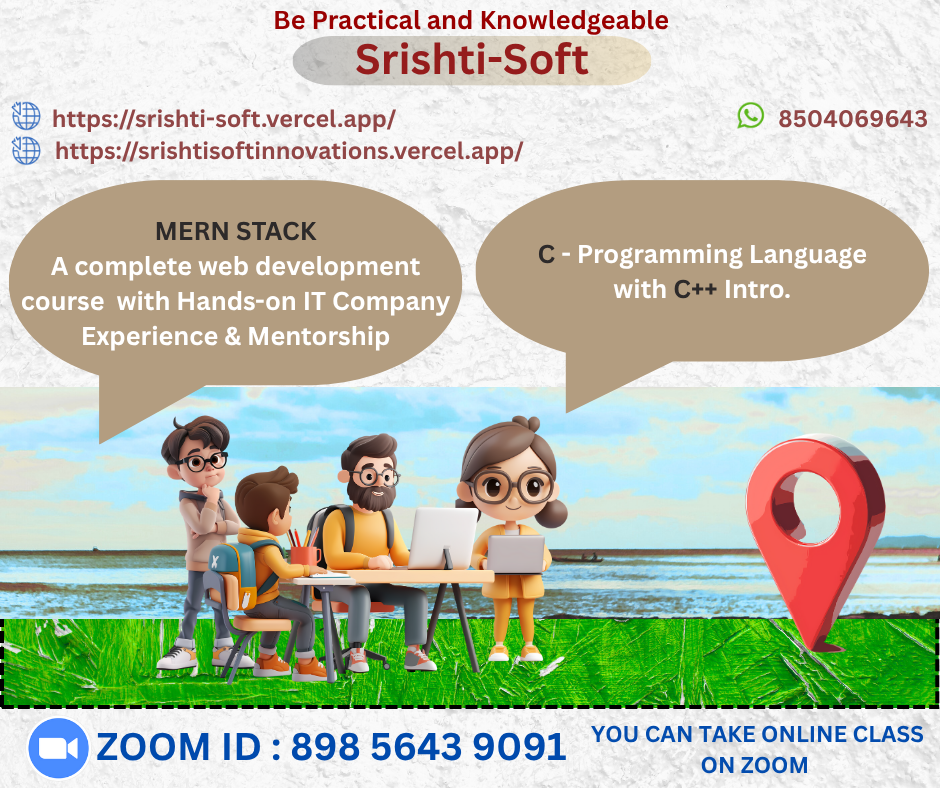 Be Practical and Knowledgeable
Srishti-Soft
https://srishti-soft.vercel.app/
8504069643
https://srishtisoftinnovations.vercel.app/
MERN STACK
A complete web development
course with Hands-on IT Company
Experience & Mentorship
C - Programming Language
with C++ Intro.
ZOOM ID : 898 5643 9091
YOU CAN TAKE ONLINE CLASS
ON ZOOM